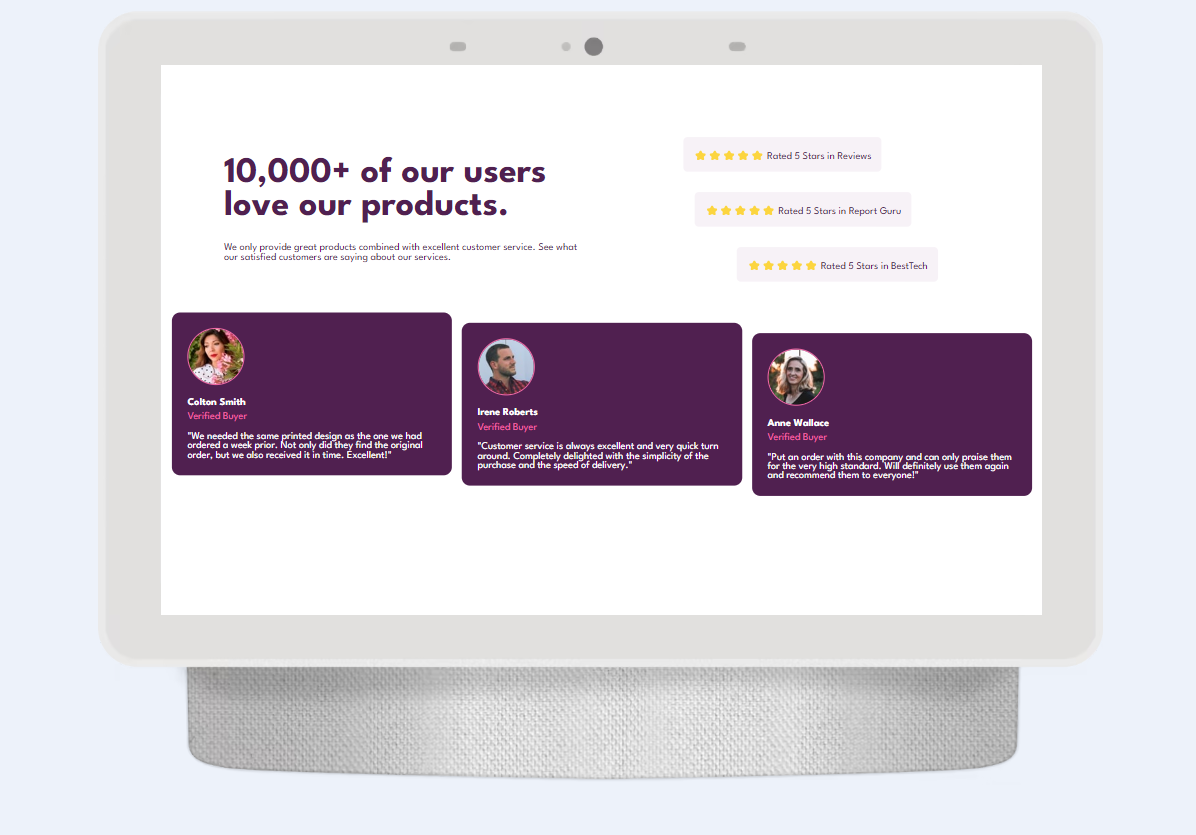 10,000+ of our users
love our products.
We only provide great products combined with excellent customer service. See what
our satisfied customers are saying about our services.
Rated 5 Stars in Reviews
Rated 5 Stars in Report Guru
Rated 5 Stars in BestTech
Colton Smith
Verified Buyer
"We needed the same printed design as the one we had
ordered a week prior. Not only did they find the original
order, but we also received it in time. Excellent!"
Irene Roberts
Verified Buyer
"Customer service is always excellent and very quick turn
around. Completely delighted with the simplicity of the
purchase and the speed of delivery."
Anne Wallace
Verified Buyer
"Put an order with this company and can only praise them
for the very high standard. Will definitely use them again
and recommend them to everyone!"